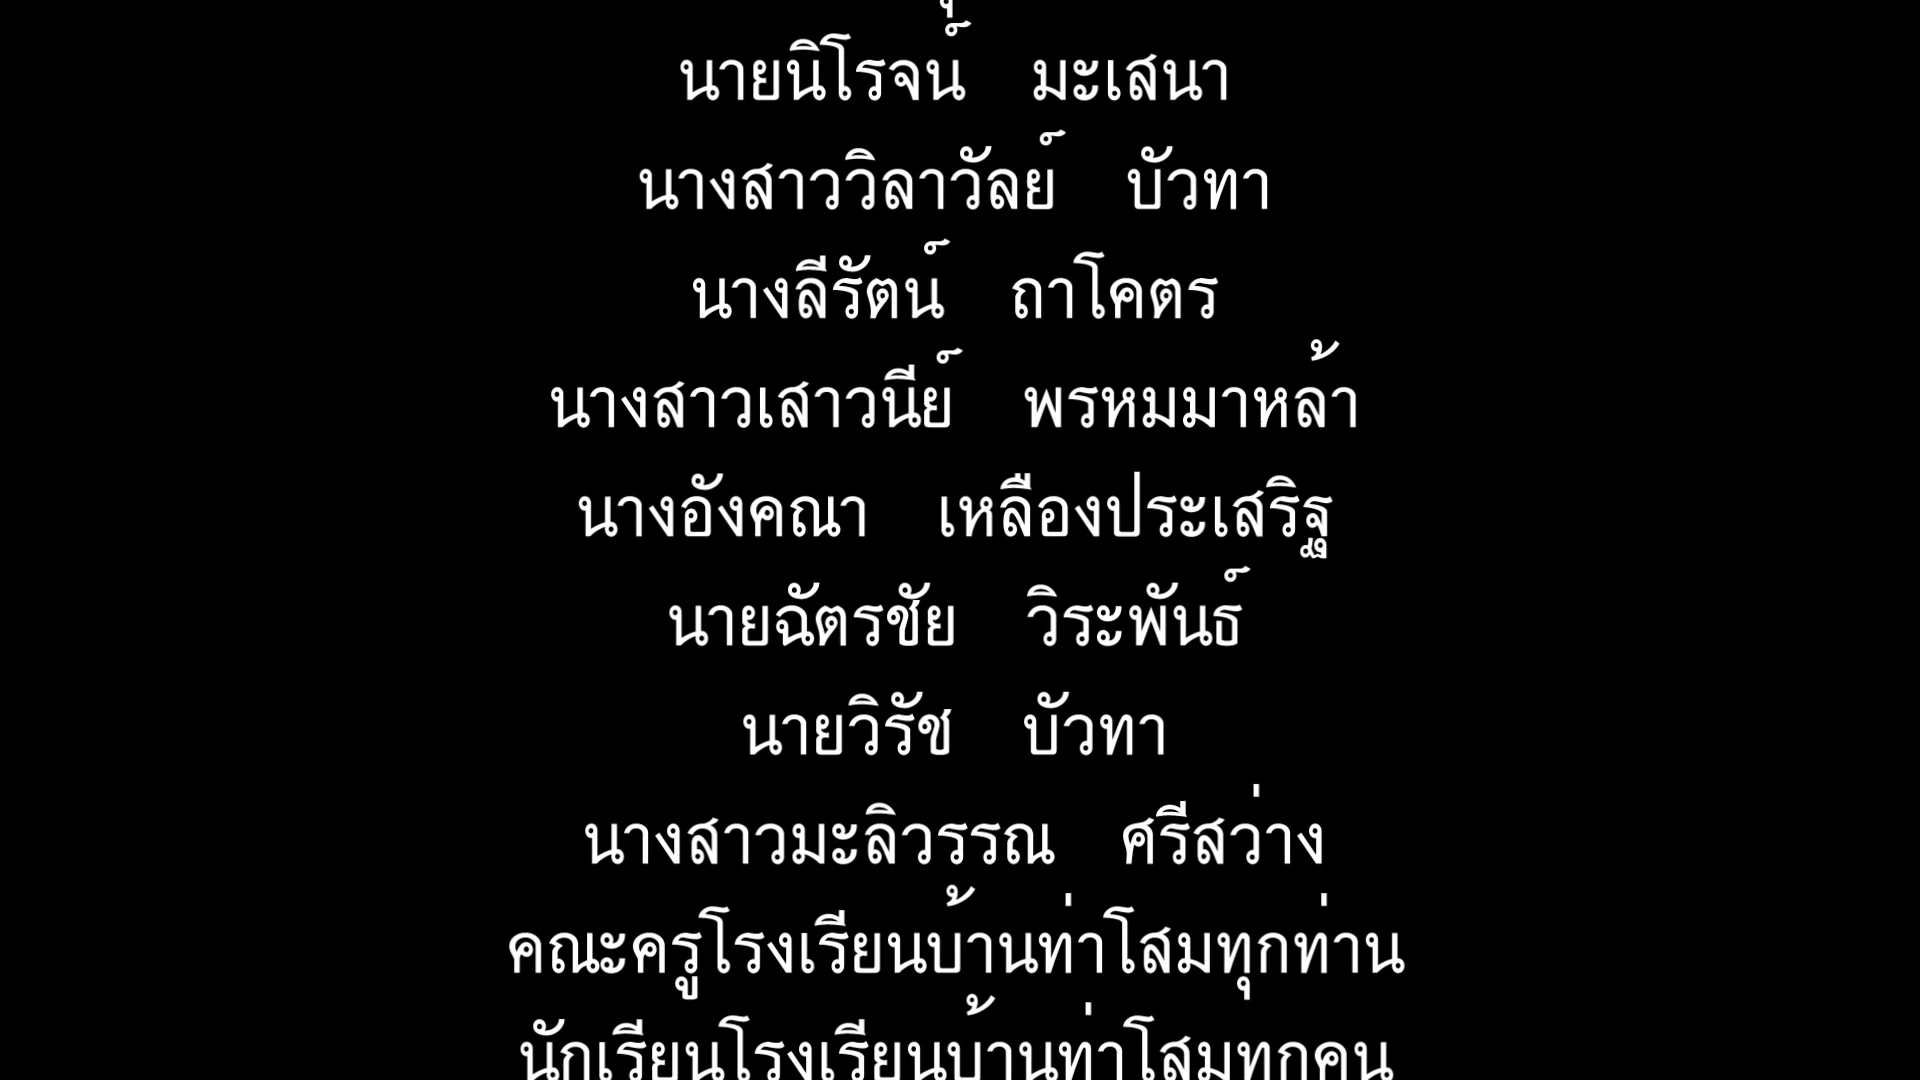 นายนิโรจน์ มะเสนา
นางสาววิลาวัลย์ บัวทา
นางลีรัตน์ ถาโคตร
นางสาวเสาวนีย์ พรหมมาหล้า
นางอังคณา เหลืองประเสริฐ
นายฉัตรชัย วิระพันธ์
นายวิรัช บัวทา
นางสาวมะลิวรรณ ศรีสว่าง
คณะครูโรงเรียนบ้านท่าโสมทุกท่าน
นักเรียนโรงเรียนบ้านท่าโสมทุกคน